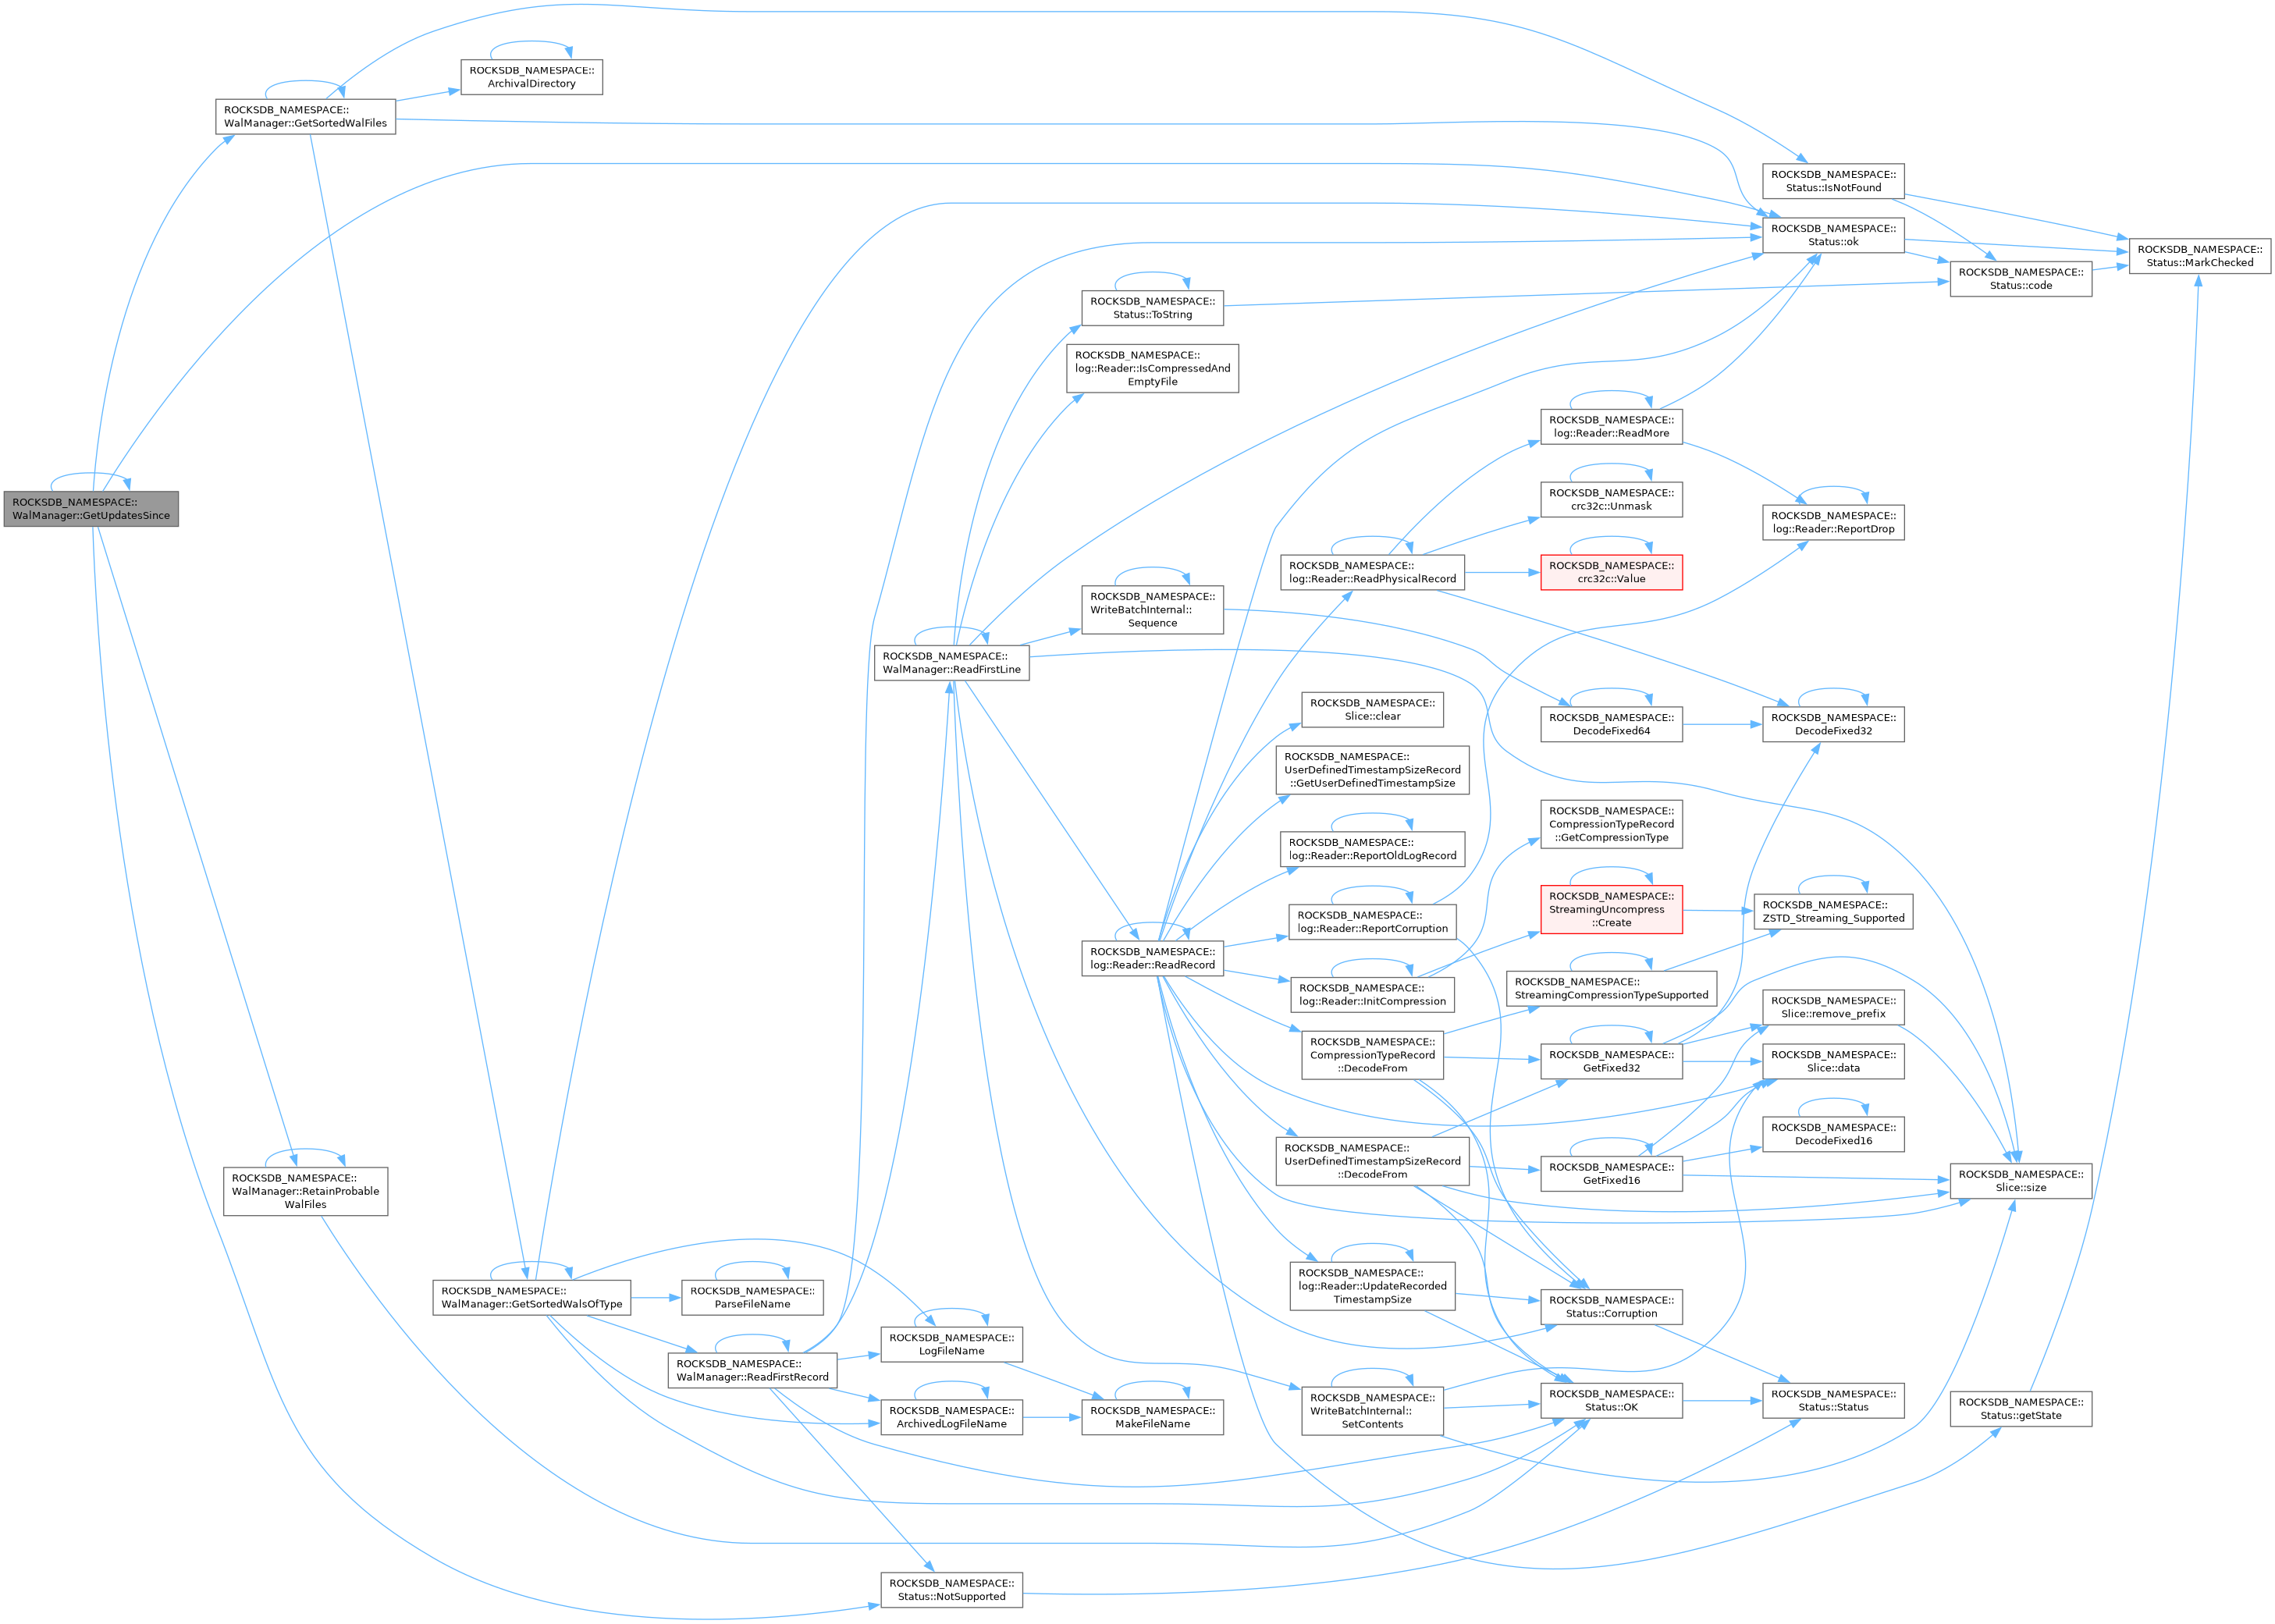 ROCKSDB_NAMESPACE::
WalManager::GetUpdatesSince
ROCKSDB_NAMESPACE::
WalManager::GetSortedWalFiles
ROCKSDB_NAMESPACE::
WalManager::RetainProbable
WalFiles
ROCKSDB_NAMESPACE::
ArchivalDirectory
ROCKSDB_NAMESPACE::
WalManager::GetSortedWalsOfType
ROCKSDB_NAMESPACE::
ParseFileName
ROCKSDB_NAMESPACE::
WalManager::ReadFirstRecord
ROCKSDB_NAMESPACE::
WalManager::ReadFirstLine
ROCKSDB_NAMESPACE::
LogFileName
ROCKSDB_NAMESPACE::
ArchivedLogFileName
ROCKSDB_NAMESPACE::
Status::NotSupported
ROCKSDB_NAMESPACE::
Status::ToString
ROCKSDB_NAMESPACE::
log::Reader::IsCompressedAnd
EmptyFile
ROCKSDB_NAMESPACE::
WriteBatchInternal::
Sequence
ROCKSDB_NAMESPACE::
log::Reader::ReadRecord
ROCKSDB_NAMESPACE::
MakeFileName
ROCKSDB_NAMESPACE::
log::Reader::ReadPhysicalRecord
ROCKSDB_NAMESPACE::
Slice::clear
ROCKSDB_NAMESPACE::
UserDefinedTimestampSizeRecord
::GetUserDefinedTimestampSize
ROCKSDB_NAMESPACE::
log::Reader::ReportOldLogRecord
ROCKSDB_NAMESPACE::
log::Reader::ReportCorruption
ROCKSDB_NAMESPACE::
log::Reader::InitCompression
ROCKSDB_NAMESPACE::
CompressionTypeRecord
::DecodeFrom
ROCKSDB_NAMESPACE::
UserDefinedTimestampSizeRecord
::DecodeFrom
ROCKSDB_NAMESPACE::
log::Reader::UpdateRecorded
TimestampSize
ROCKSDB_NAMESPACE::
WriteBatchInternal::
SetContents
ROCKSDB_NAMESPACE::
log::Reader::ReadMore
ROCKSDB_NAMESPACE::
crc32c::Unmask
ROCKSDB_NAMESPACE::
crc32c::Value
ROCKSDB_NAMESPACE::
DecodeFixed64
ROCKSDB_NAMESPACE::
CompressionTypeRecord
::GetCompressionType
ROCKSDB_NAMESPACE::
StreamingUncompress
::Create
ROCKSDB_NAMESPACE::
StreamingCompressionTypeSupported
ROCKSDB_NAMESPACE::
GetFixed32
ROCKSDB_NAMESPACE::
GetFixed16
ROCKSDB_NAMESPACE::
Status::Corruption
ROCKSDB_NAMESPACE::
Status::OK
ROCKSDB_NAMESPACE::
Status::IsNotFound
ROCKSDB_NAMESPACE::
Status::ok
ROCKSDB_NAMESPACE::
log::Reader::ReportDrop
ROCKSDB_NAMESPACE::
DecodeFixed32
ROCKSDB_NAMESPACE::
ZSTD_Streaming_Supported
ROCKSDB_NAMESPACE::
Slice::remove_prefix
ROCKSDB_NAMESPACE::
Slice::data
ROCKSDB_NAMESPACE::
DecodeFixed16
ROCKSDB_NAMESPACE::
Status::Status
ROCKSDB_NAMESPACE::
Status::code
ROCKSDB_NAMESPACE::
Slice::size
ROCKSDB_NAMESPACE::
Status::getState
ROCKSDB_NAMESPACE::
Status::MarkChecked